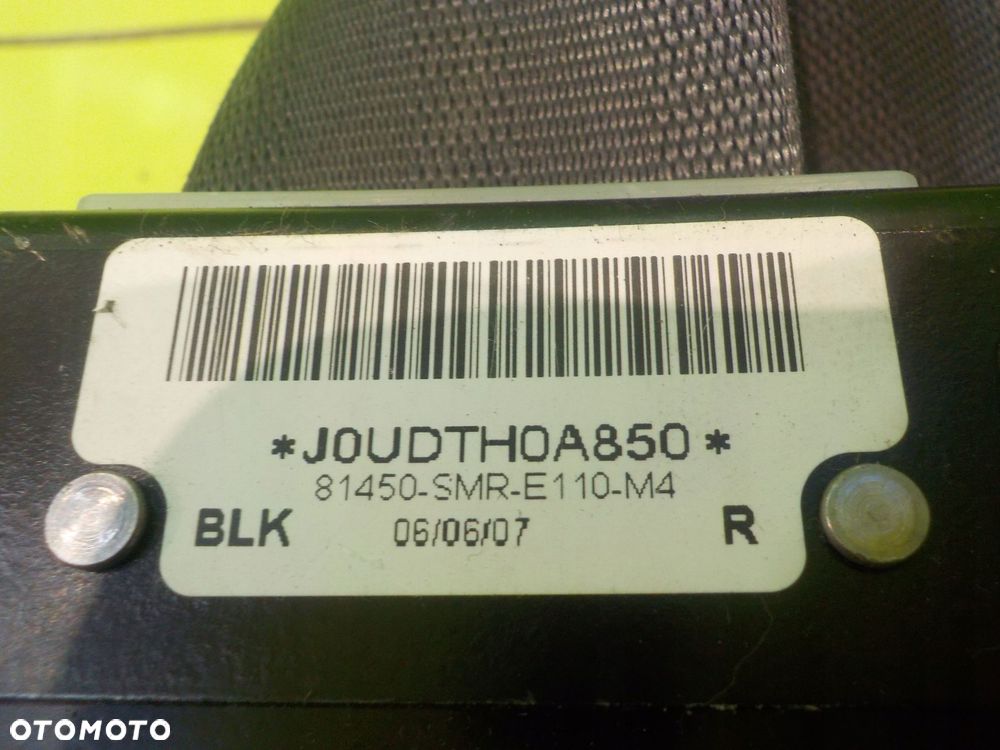 *J0UDTH0A850*
81450-SMR-E110-M4
BLK 06/06/07 R
OTOMOTO